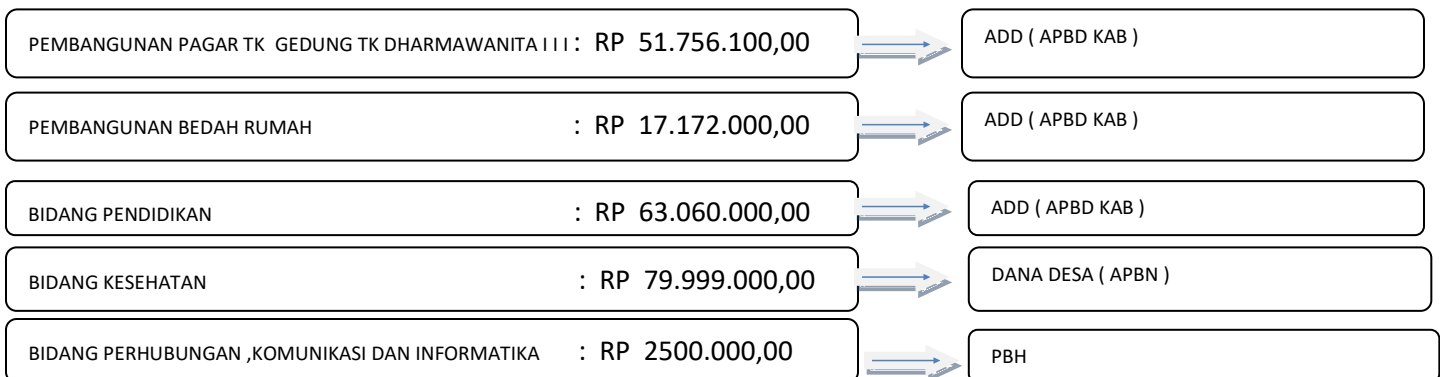 PEMBANGUNAN PAGAR TK GEDUNG TK DHARMAWANITA I I I : RP 51.756.100,00 ADD ( APBD KAB )
PEMBANGUNAN BEDAH RUMAH : RP 17.172.000,00 ADD ( APBD KAB )
BIDANG PENDIDIKAN : RP 63.060.000,00 ADD ( APBD KAB )
BIDANG KESEHATAN : RP 79.999.000,00 DANA DESA ( APBN )
BIDANG PERHUBUNGAN ,KOMUNIKASI DAN INFORMATIKA : RP 2500.000,00 PBH